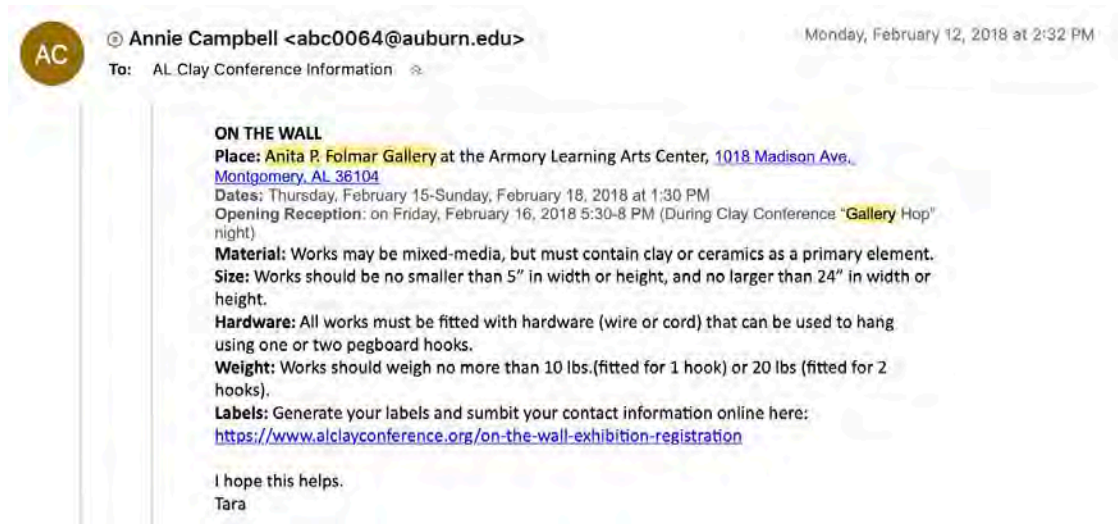 AC
Annie Campbell <abc0064@auburn.edu>
Monday, February 12, 2018 at 2:32 PM
To: AL Clay Conference Information
ON THE WALL
Place: Anita P. Folmar Gallery at the Armory Learning Arts Center, 1018 Madison Ave,
Montgomery, AL 36104
Dates: Thursday, February 15-Sunday, February 18, 2018 at 1:30 PM
Opening Reception: on Friday, February 16, 2018 5:30-8 PM (During Clay Conference "Gallery Hop"
night)
Material: Works may be mixed-media, but must contain clay or ceramics as a primary element.
Size: Works should be no smaller than 5” in width or height, and no larger than 24” in width or
height.
Hardware: All works must be fitted with hardware (wire or cord) that can be used to hang
using one or two pegboard hooks.
Weight: Works should weigh no more than 10 lbs.(fitted for 1 hook) or 20 lbs (fitted for 2
hooks).
Labels: Generate your labels and sumbit your contact information online here:
https://www.alclayconference.org/on-the-wall-exhibition-registration
I hope this helps.
Tara